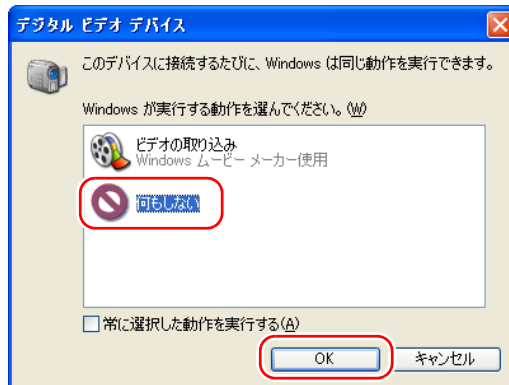 デジタル ビデオ デバイス
このデバイスに接続するたびに、Windows は同じ動作を実行できます。
Windows が実行する動作を選んでください。(W)
ビデオの取り込み
Windows ムービー メーカー使用
何もしない
常に選択した動作を実行する(A)
OK
キャンセル